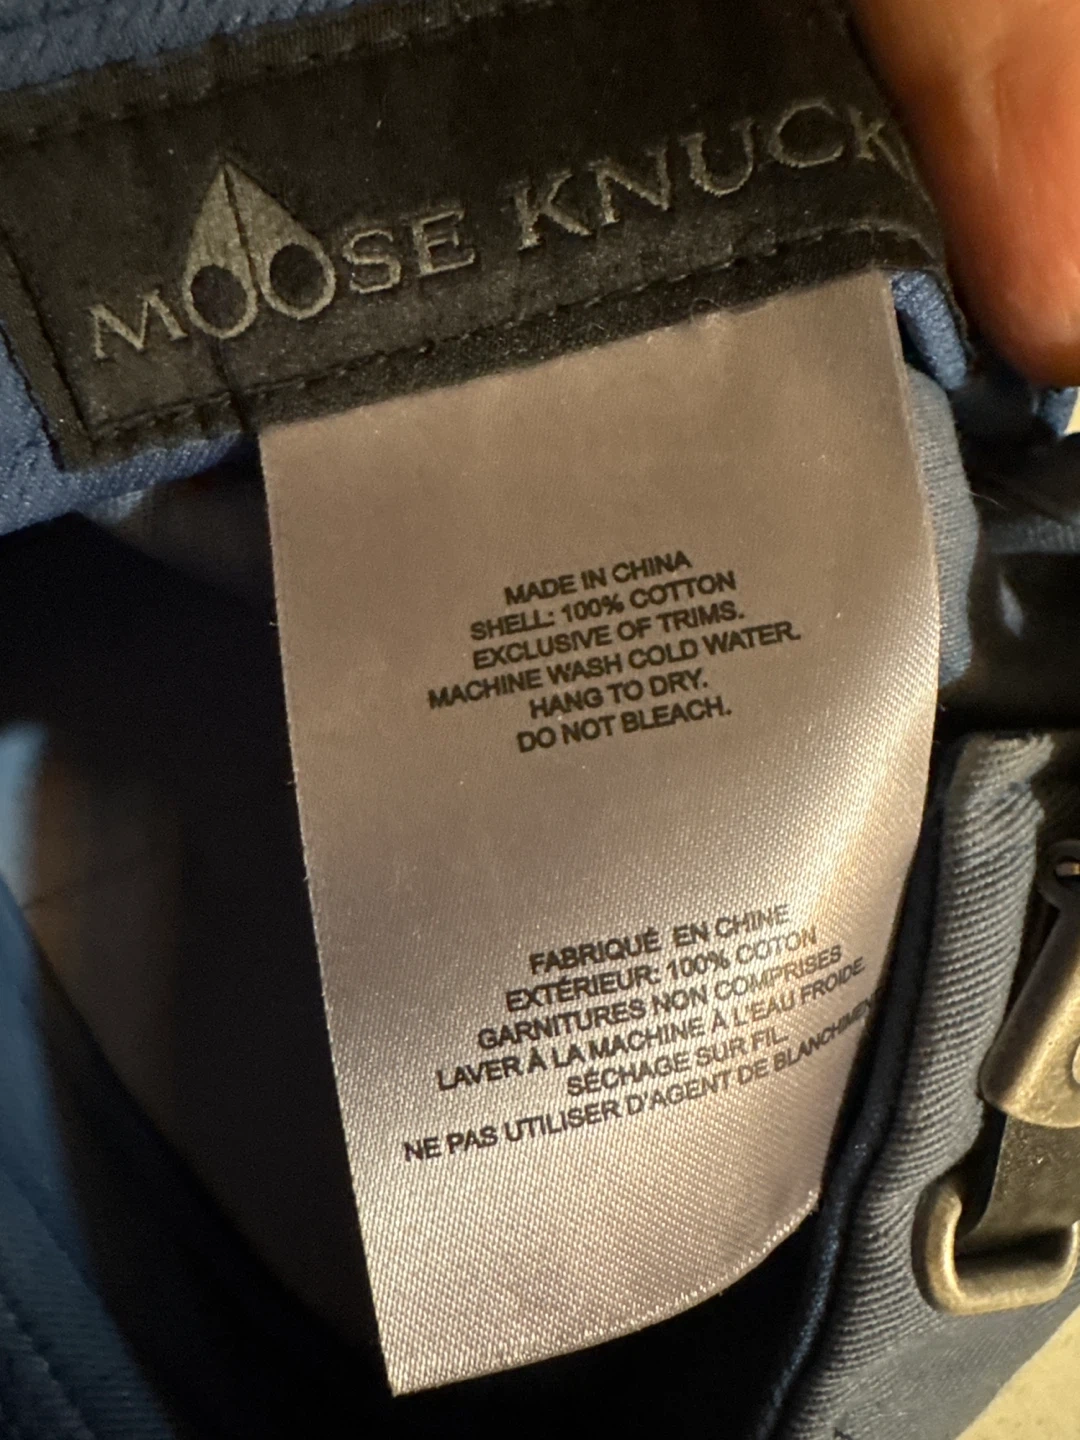 MOOSE KNUCK
MADE IN CHINA
SHELL: 100% COTTON
EXCLUSIVE OF TRIMS.
MACHINE WASH COLD WATER.
HANG TO DRY.
DO NOT BLEACH.
FABRIQUÉ EN CHINE
EXTÉRIEUR: 100% COTON
GARNITURES NON COMPRISES
LAVER À LA MACHINE À L'EAU FROIDE.
SÉCHAGE SUR FIL.
NE PAS UTILISER D'AGENT DE BLANCHIMEN